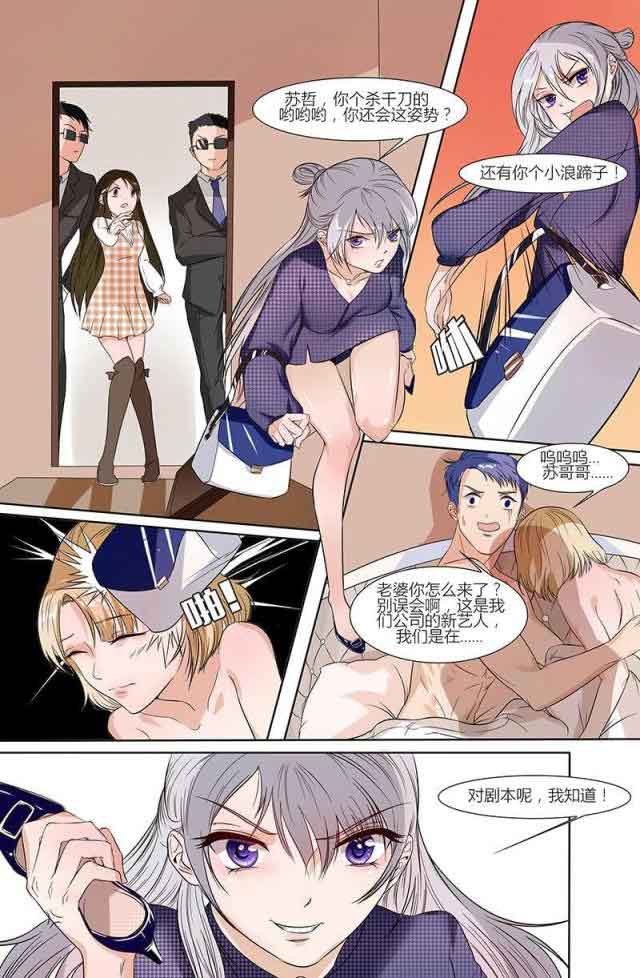 苏哲，你个杀千刀的
哟哟哟，你还会这姿势？
还有你个小浪蹄子！
咻
呜呜呜...
苏哥哥......
啪！
老婆你怎么来了？
别误会啊，这是我
们公司的新艺人，
我们是在......
对剧本呢，我知道！